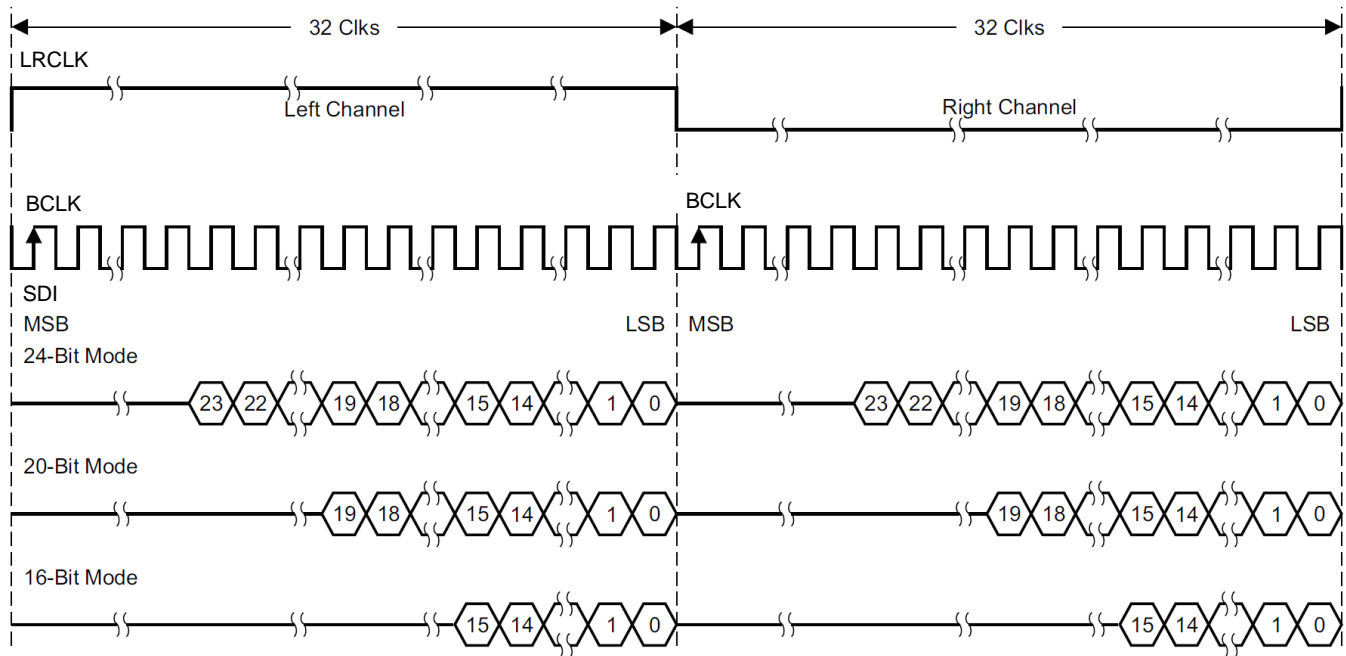 32 Clks 32 Clks
LRCLK
Left Channel Right Channel
BCLK BCLK
SDI
MSB LSB MSB LSB
24-Bit Mode
23 22 19 18 15 14 1 0 23 22 19 18 15 14 1 0
20-Bit Mode
19 18 15 14 1 0 19 18 15 14 1 0
16-Bit Mode
15 14 1 0 15 14 1 0